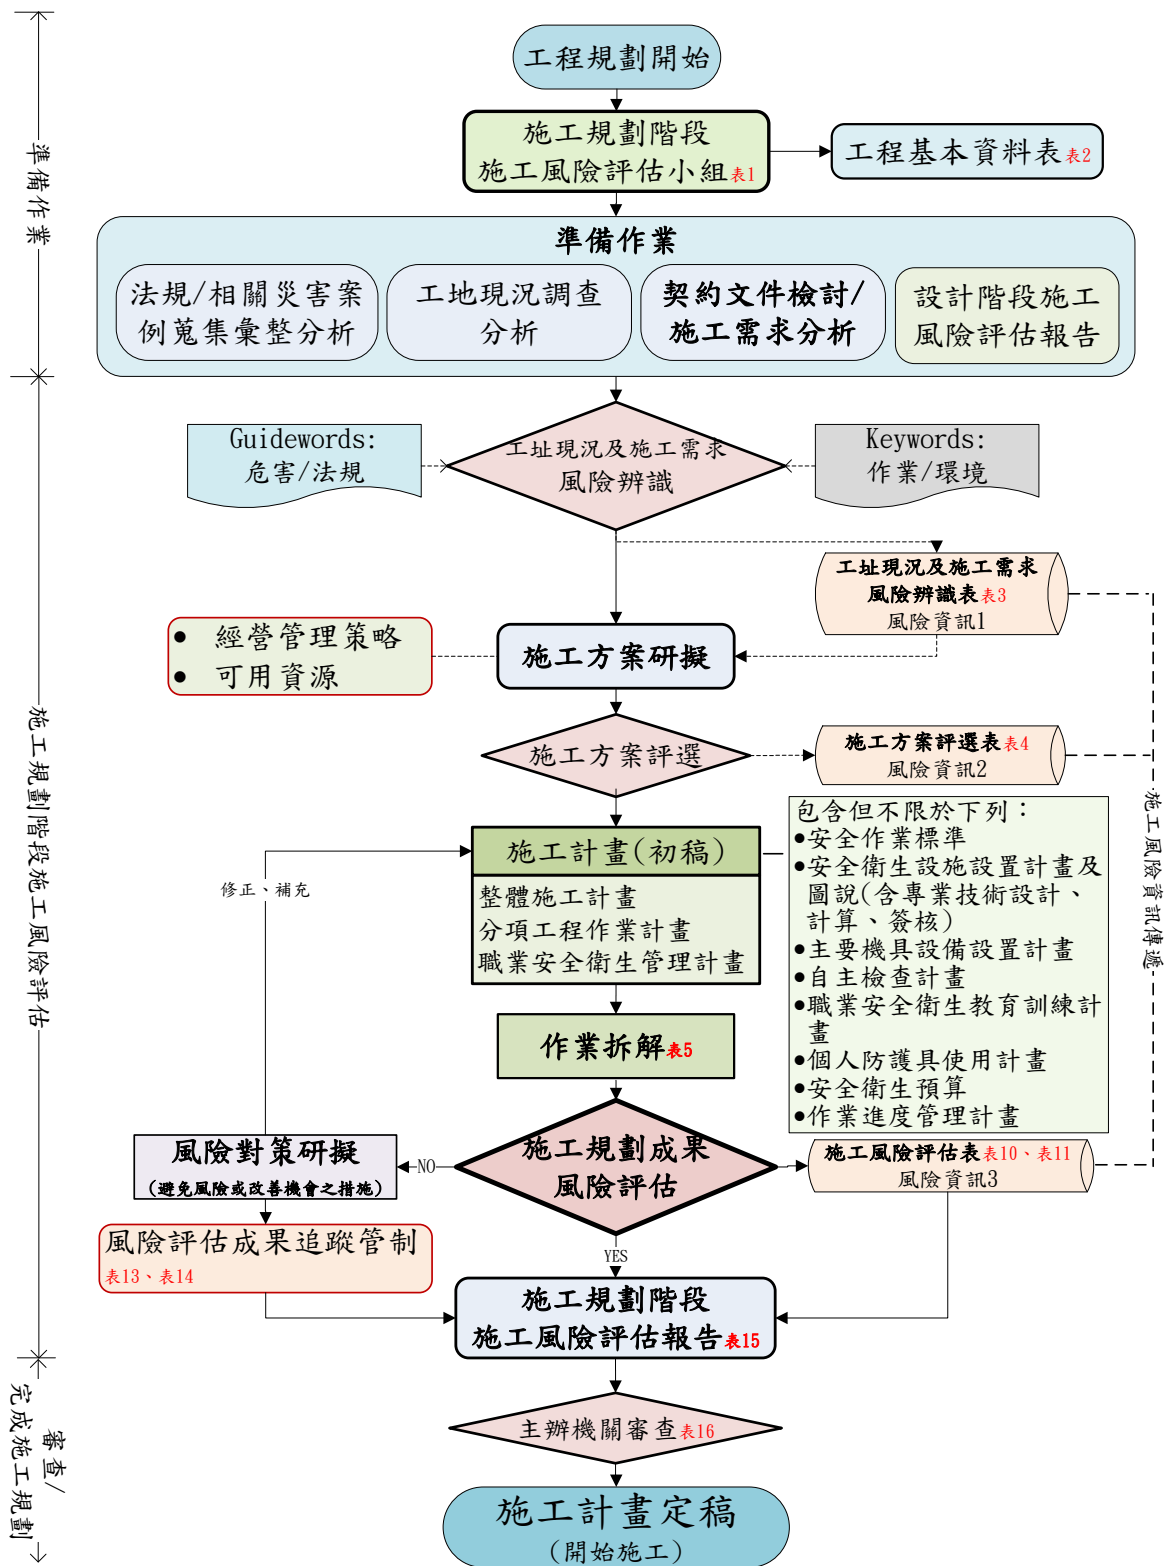 工程規劃開始
施工規劃階段
施工風險評估小組表1
工程基本資料表表2
準備作業
準備作業
法規/相關災害案
例蒐集彙整分析
工地現況調查
分析
契約文件檢討/
施工需求分析
設計階段施工
風險評估報告
Guidewords:
危害/法規
工址現況及施工需求
風險辨識
Keywords:
作業/環境
工址現況及施工需求
風險辨識表表3
風險資訊1
● 經營管理策略
● 可用資源
施工方案研擬
施工規劃階段施工風險評估
施工方案評選
施工方案評選表表4
風險資訊2
施工風險資訊傳遞
修正、補充
施工計畫(初稿)
整體施工計畫
分項工程作業計畫
職業安全衛生管理計畫
包含但不限於下列：
●安全作業標準
●安全衛生設施設置計畫及
圖說(含專業技術設計、
計算、簽核)
●主要機具設備設置計畫
●自主檢查計畫
●職業安全衛生教育訓練計
畫
●個人防護具使用計畫
●安全衛生預算
●作業進度管理計畫
作業拆解表5
風險對策研擬
(避免風險或改善機會之措施)
NO
施工規劃成果
風險評估
施工風險評估表表10、表11
風險資訊3
風險評估成果追蹤管制
表13、表14
YES
施工規劃階段
施工風險評估報告表15
審查/
完成施工規劃
主辦機關審查表16
施工計畫定稿
(開始施工)